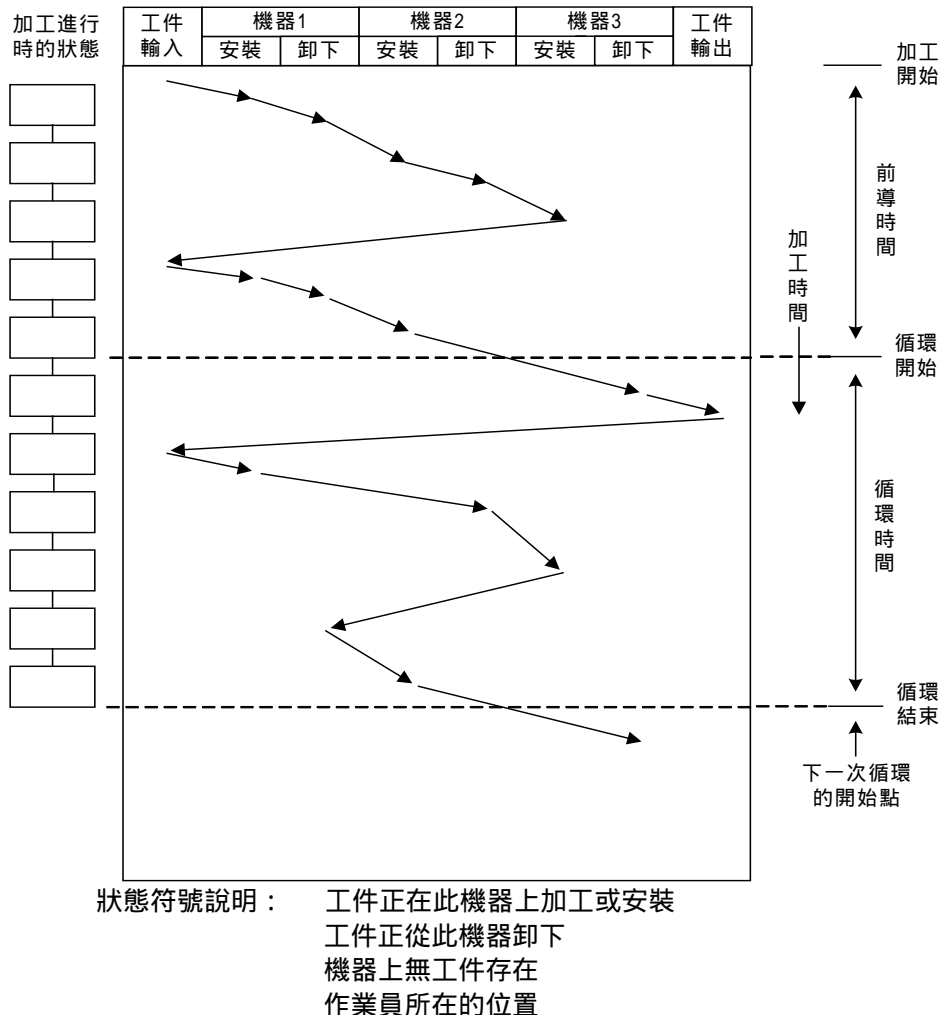 加工進行
時的狀態
工件
輸入
機器1
機器2
機器3
工件
輸出
安裝
卸下
安裝
卸下
安裝
卸下
加工
開始
前導時間
加工時間
循環
開始
循環時間
循環
結束
下一次循環
的開始點
狀態符號說明： 工件正在此機器上加工或安裝
工件正從此機器卸下
機器上無工件存在
作業員所在的位置